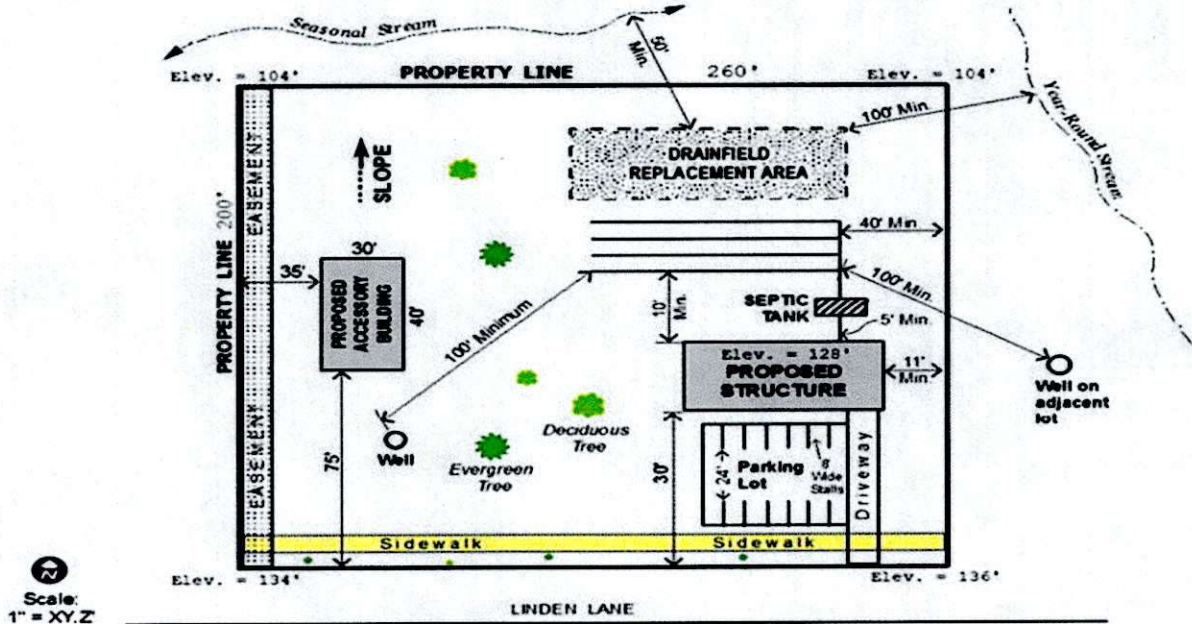 Seasonal Stream
50' Min.
Elev. = 104'
PROPERTY LINE
260'
Elev. = 104'
100' Min
Year-Round Stream
EASEMENT
SLOPE
DRAINFIELD
REPLACEMENT AREA
PROPERTY LINE 200'
30'
35'
PROPOSED
ACCESSORY
BUILDING
40'
40' Min.
100' Minimum
10' Min.
SEPTIC
TANK
100' Min.
5' Min.
Elev. = 128'
PROPOSED
STRUCTURE
11'
Min
Well on
adjacent
lot
EASEMENT
75'
Well
Deciduous
Tree
Evergreen
Tree
30'
24'
Parking
Lot
8'
Wide
Stalls
Driveway
Sidewalk
Sidewalk
N
Elev. = 134'
Elev. = 136'
Scale:
1" = XY.Z'
LINDEN LANE